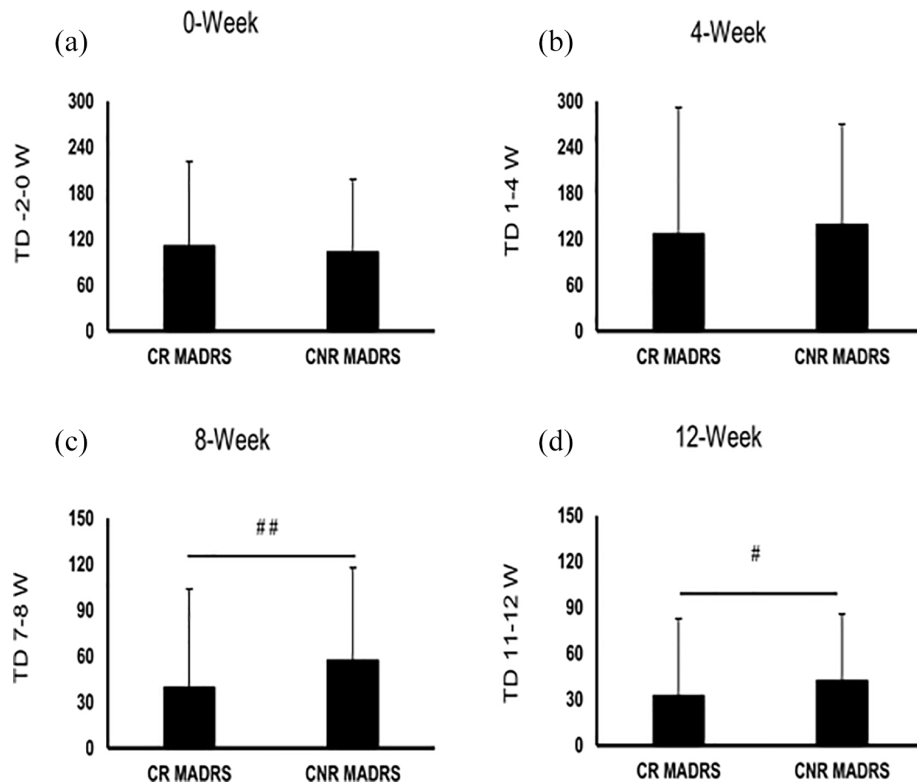 (a)
0-Week
TD -2-0 W
300
240
180
120
60
0
CR MADRS
CNR MADRS
(b)
4-Week
TD 1-4 W
300
240
180
120
60
0
CR MADRS
CNR MADRS
(c)
8-Week
TD 7-8 W
150
120
90
60
30
0
##
CR MADRS
CNR MADRS
(d)
12-Week
TD 11-12 W
150
120
90
60
30
0
#
CR MADRS
CNR MADRS